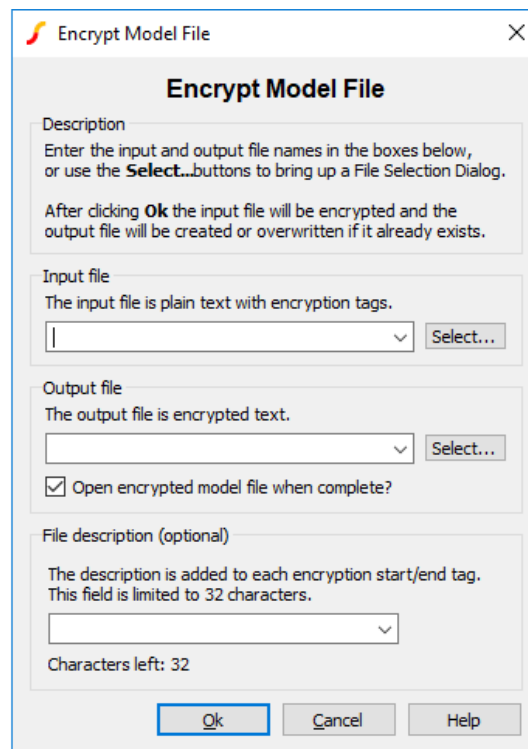 Encrypt Model File
Encrypt Model File
Description
Enter the input and output file names in the boxes below,
or use the Select...buttons to bring up a File Selection Dialog.
After clicking Ok the input file will be encrypted and the
output file will be created or overwritten if it already exists.
Input file
The input file is plain text with encryption tags.
Select...
Output file
The output file is encrypted text.
Select...
Open encrypted model file when complete?
File description (optional)
The description is added to each encryption start/end tag.
This field is limited to 32 characters.
Characters left: 32
Ok Cancel Help